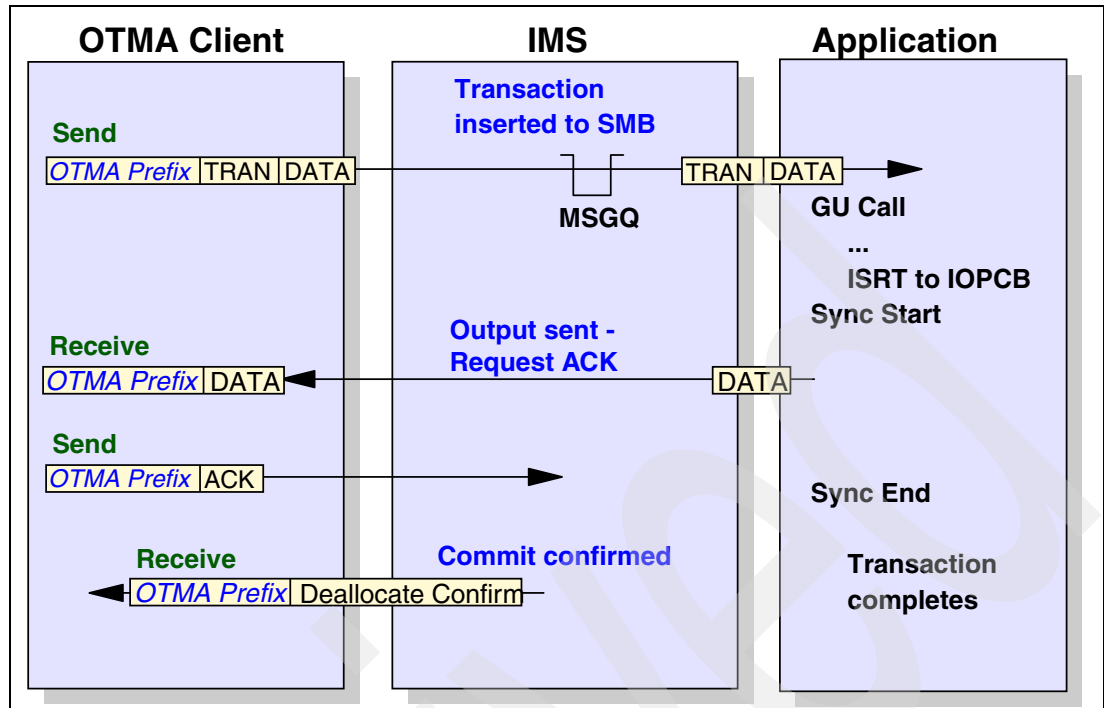 OTMA Client
IMS
Application
Transaction
inserted to SMB
Send
OTMA Prefix TRAN DATA
TRAN DATA
MSGQ
GU Call
...
ISRT to IOPCB
Sync Start
Output sent -
Request ACK
Receive
OTMA Prefix DATA
DATA
Send
OTMA Prefix ACK
Sync End
Commit confirmed
Receive
OTMA Prefix Deallocate Confirm
Transaction
completes